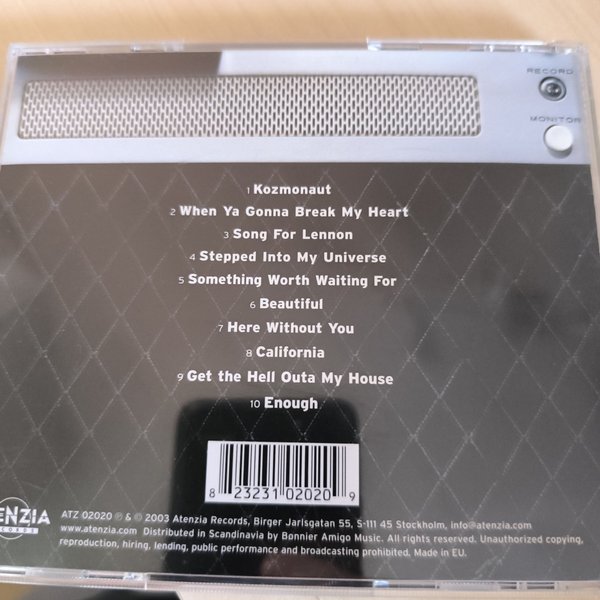 RECORD
MONITOR
1 Kozmonaut
2 When Ya Gonna Break My Heart
3 Song For Lennon
4 Stepped Into My Universe
5 Something Worth Waiting For
6 Beautiful
7 Here Without You
8 California
9 Get the Hell Outa My House
10 Enough
8 23231 02020 9
ATZ 02020 ℗ & © 2003 Atenzia Records, Birger Jarlsgatan 55, S-111 45 Stockholm, info@atenzia.com
www.atenzia.com Distributed in Scandinavia by Bonnier Amigo Music. All rights reserved. Unauthorized copying,
reproduction, hiring, lending, public performance and broadcasting prohibited. Made in EU.